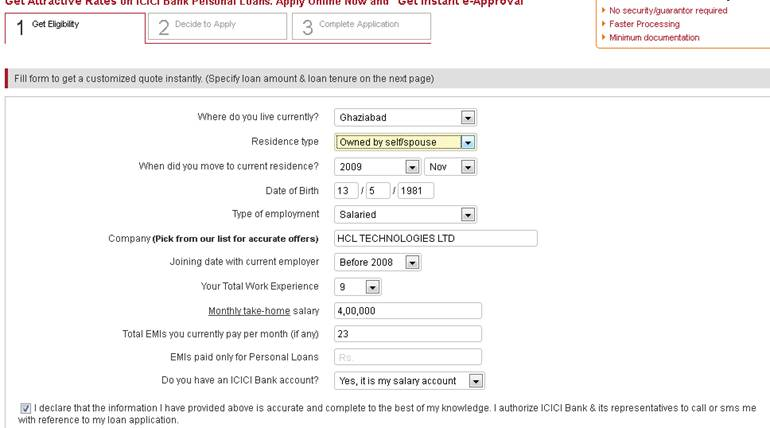 Get Attractive Rates on ICICI Bank Personal Loans. Apply Online Now and "Get Instant e-Approval"
No security/guarantor required
Faster Processing
Minimum documentation
1 Get Eligibility
2 Decide to Apply
3 Complete Application
Fill form to get a customized quote instantly. (Specify loan amount & loan tenure on the next page)
Where do you live currently? Ghaziabad
Residence type Owned by self/spouse
When did you move to current residence? 2009 Nov
Date of Birth 13 / 5 / 1981
Type of employment Salaried
Company (Pick from our list for accurate offers) HCL TECHNOLOGIES LTD
Joining date with current employer Before 2008
Your Total Work Experience 9
Monthly take-home salary 4,00,000
Total EMIs you currently pay per month (if any) 23
EMIs paid only for Personal Loans Rs.
Do you have an ICICI Bank account? Yes, it is my salary account
I declare that the information I have provided above is accurate and complete to the best of my knowledge. I authorize ICICI Bank & its representatives to call or sms me
with reference to my loan application.